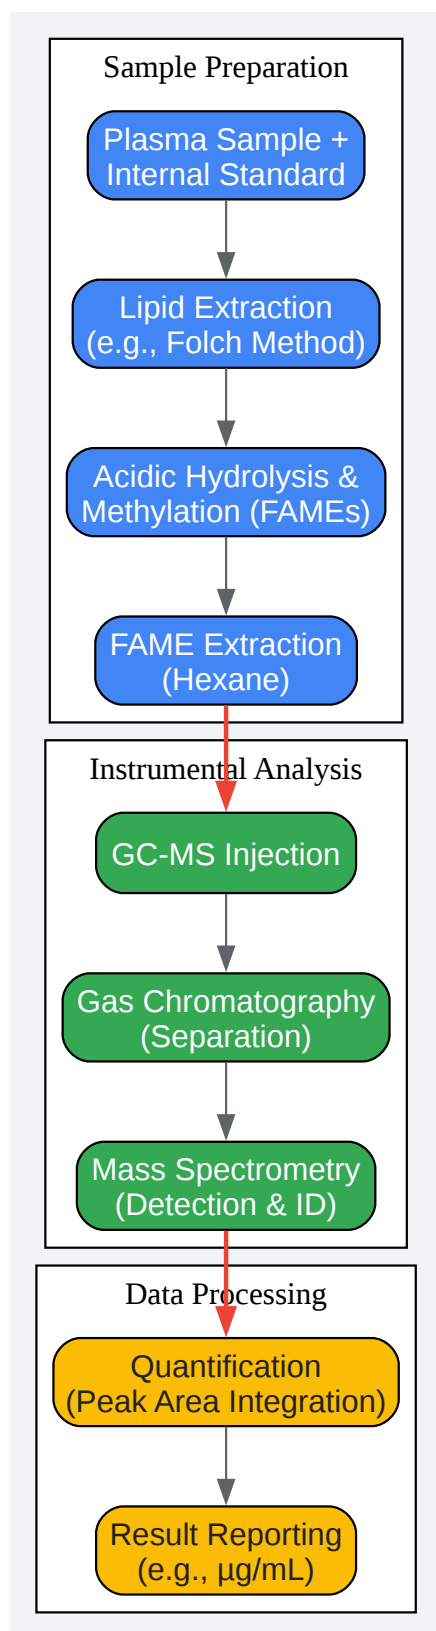 Sample Preparation
Plasma Sample +
Internal Standard
Lipid Extraction
(e.g., Folch Method)
Acidic Hydrolysis &
Methylation (FAMEs)
FAME Extraction
(Hexane)
Instrumental Analysis
GC-MS Injection
Gas Chromatography
(Separation)
Mass Spectrometry
(Detection & ID)
Data Processing
Quantification
(Peak Area Integration)
Result Reporting
(e.g., µg/mL)